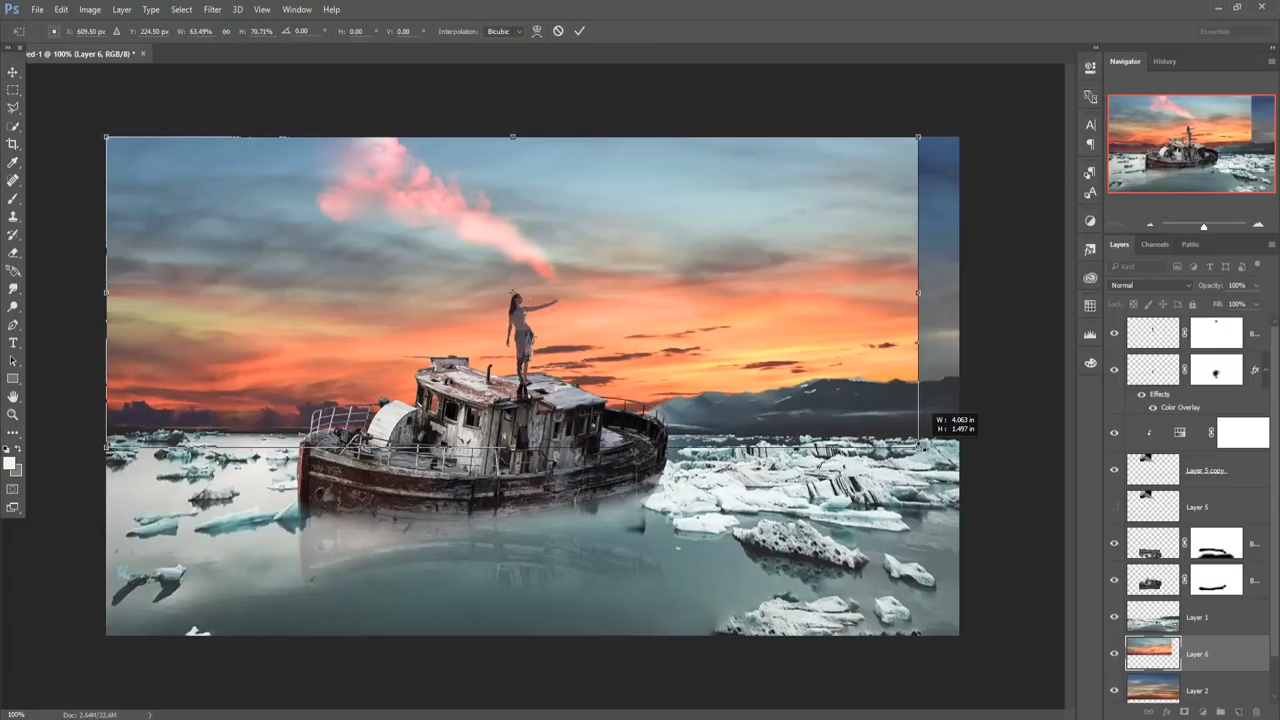 Ps File Edit Image Layer Type Select Filter 3D View Window Help
X: 609.50 px Y: 224.50 px W: 63.49% H: 70.71% 0.00 ° H: 0.00 ° V: 0.00 ° Interpolation: Bicubic Essentials
ed-1 @ 100% (Layer 6, RGB/8) * ×
Navigator History
Layers Channels Paths
Kind
Normal Opacity: 100%
Lock: Fill: 100%
B...
fx
Effects
Color Overlay
W: 4.063 in
H: 1.497 in
Layer 5 copy
Layer 5
B...
B...
Layer 1
Layer 6
Layer 2
100% Doc: 2.64M/22.6M